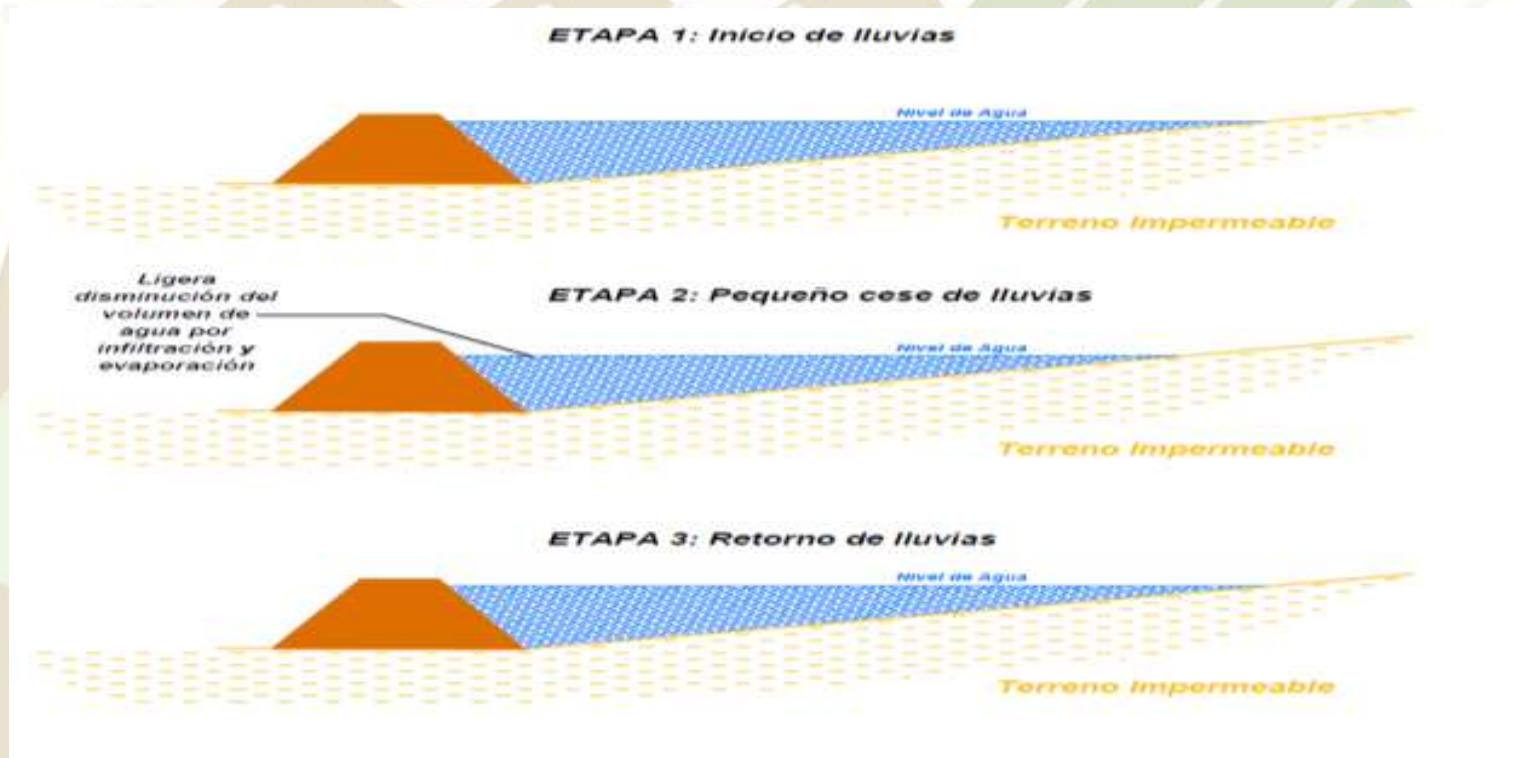 ETAPA 1: Inicio de lluvias
Nivel de Agua
Terreno Impermeable
Ligera
disminución del
volumen de
agua por
infiltración y
evaporación
ETAPA 2: Pequeño cese de lluvias
Nivel de Agua
Terreno Impermeable
ETAPA 3: Retorno de lluvias
Nivel de Agua
Terreno Impermeable